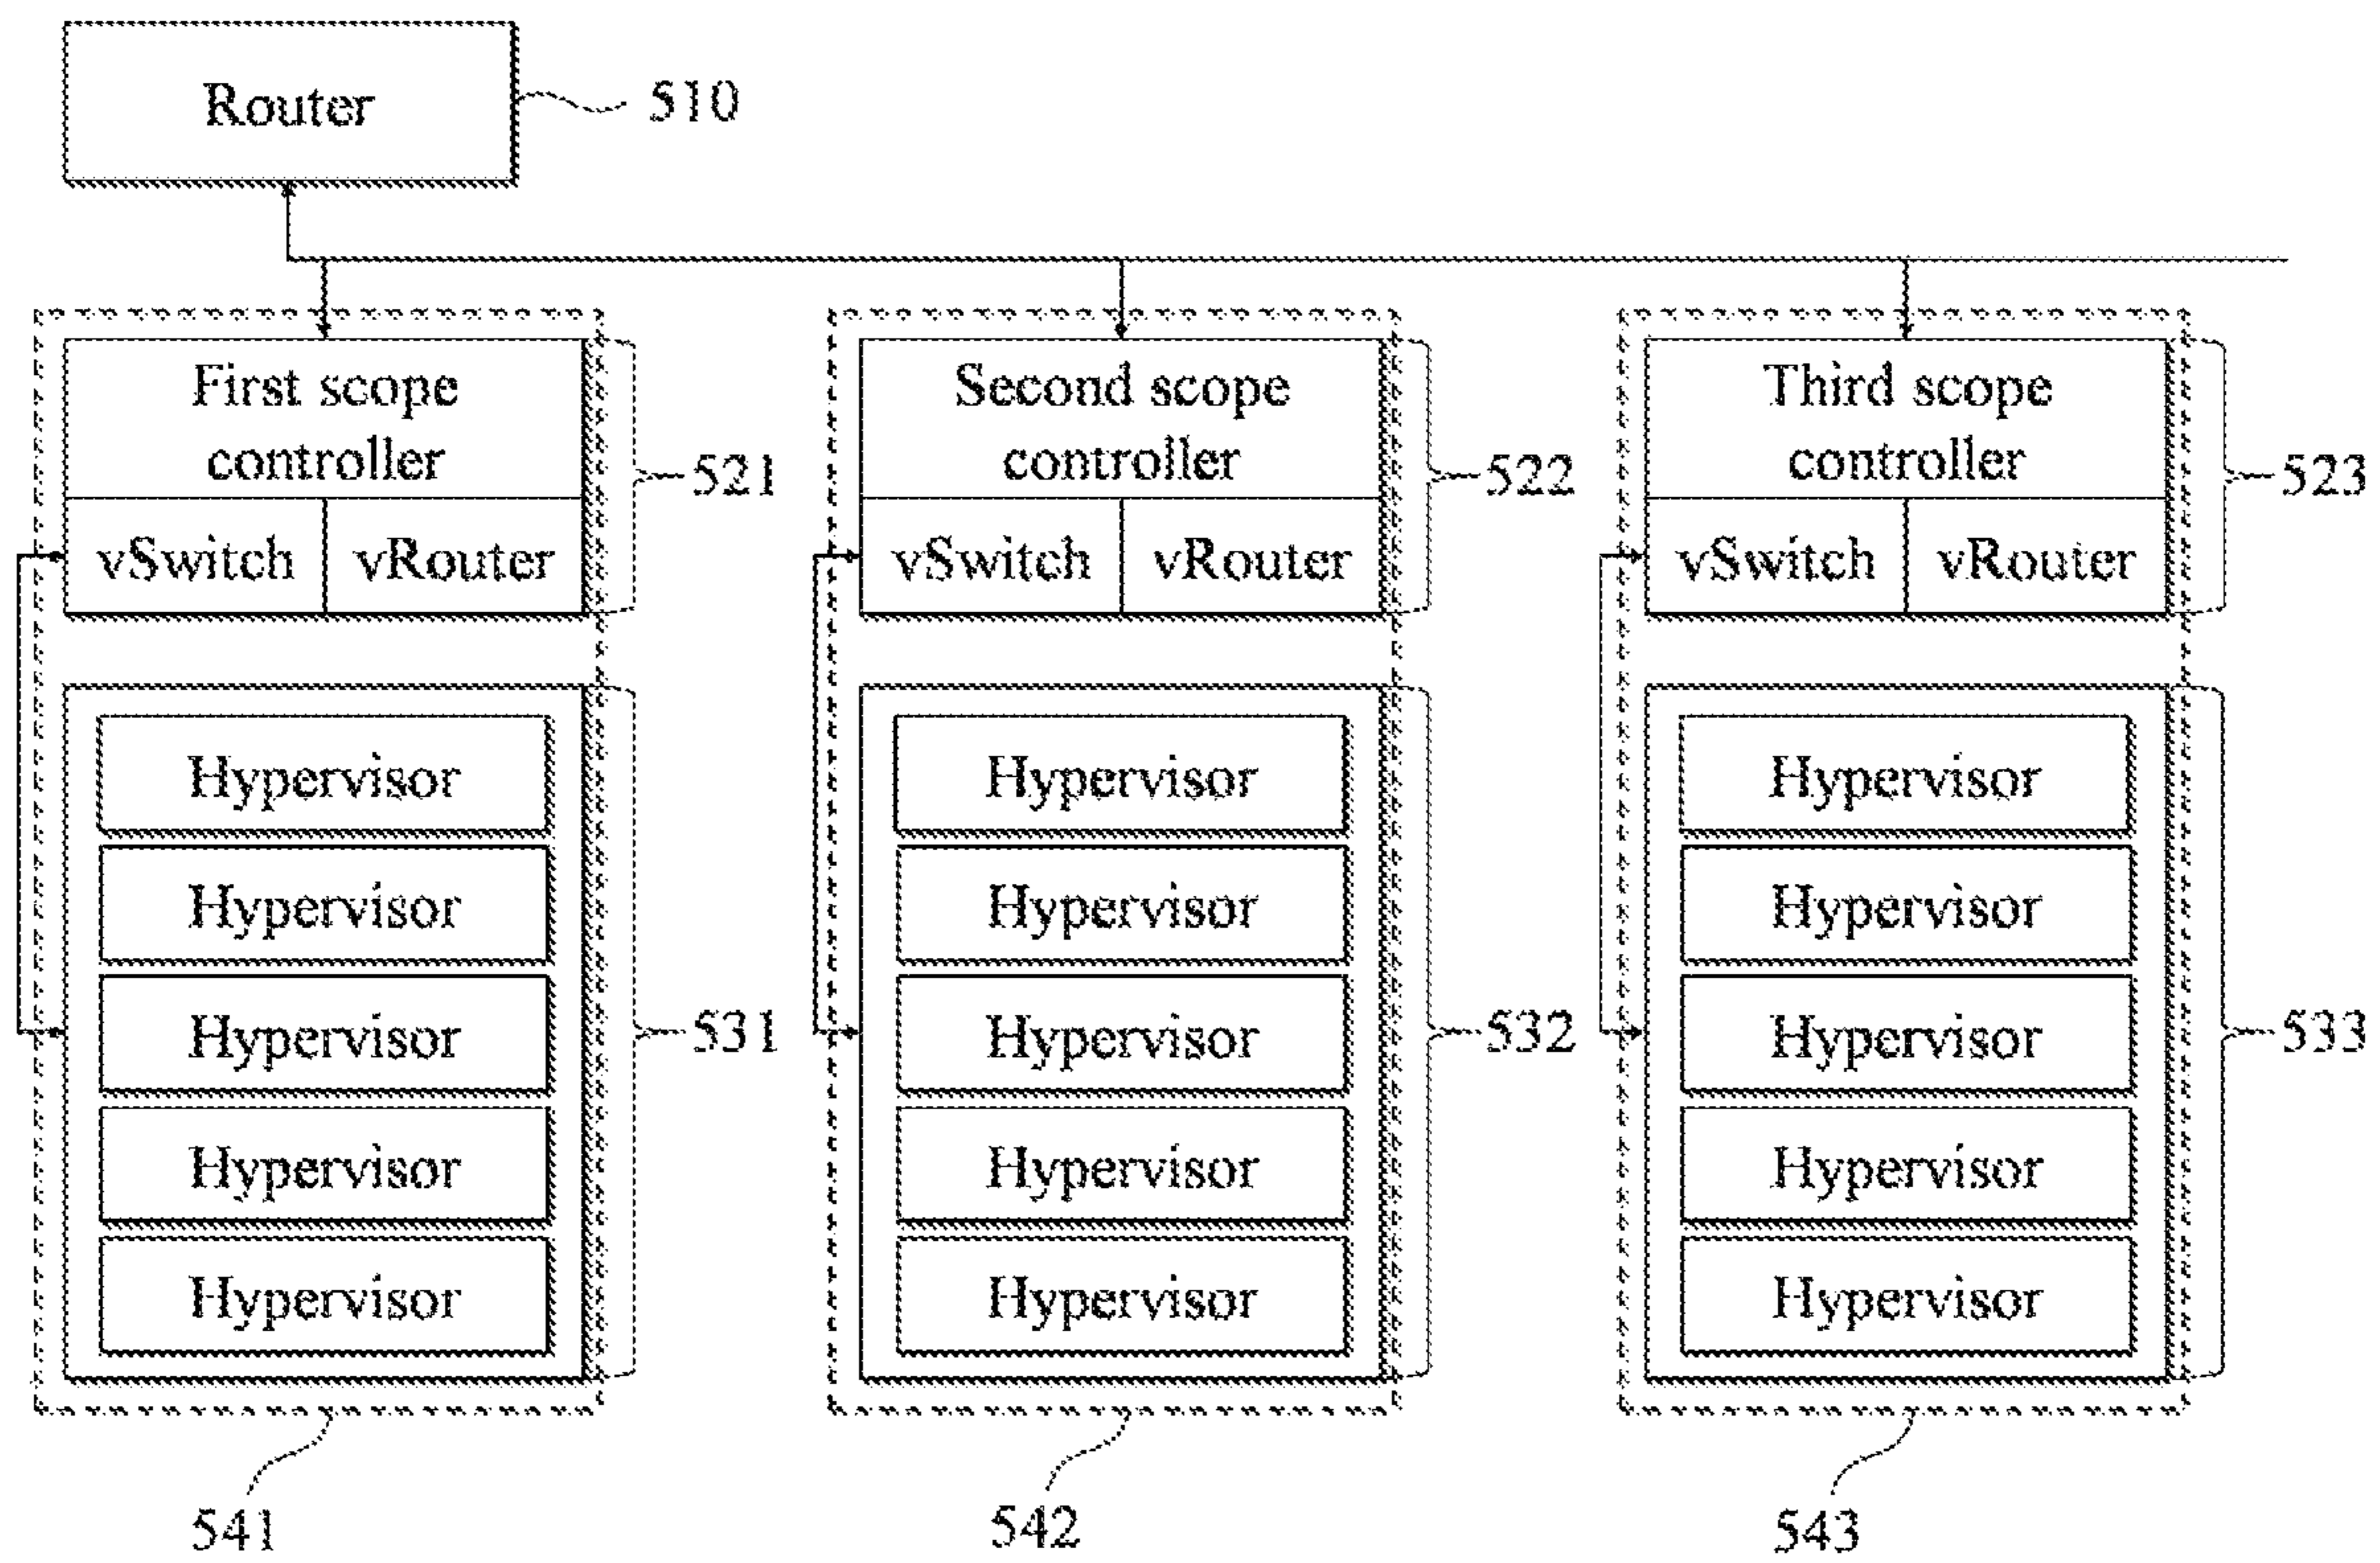 Router
510
First scope
controller
vSwitch vRouter
521
Second scope
controller
vSwitch vRouter
522
Third scope
controller
vSwitch vRouter
523
Hypervisor
Hypervisor
Hypervisor
Hypervisor
Hypervisor
531
Hypervisor
Hypervisor
Hypervisor
Hypervisor
Hypervisor
532
Hypervisor
Hypervisor
Hypervisor
Hypervisor
Hypervisor
533
541
542
543